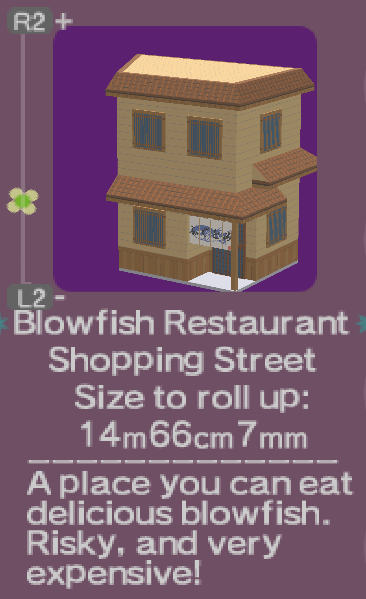 R2 +
L2 -
Blowfish Restaurant
Shopping Street
Size to roll up:
14m66cm7mm
A place you can eat
delicious blowfish.
Risky, and very
expensive!